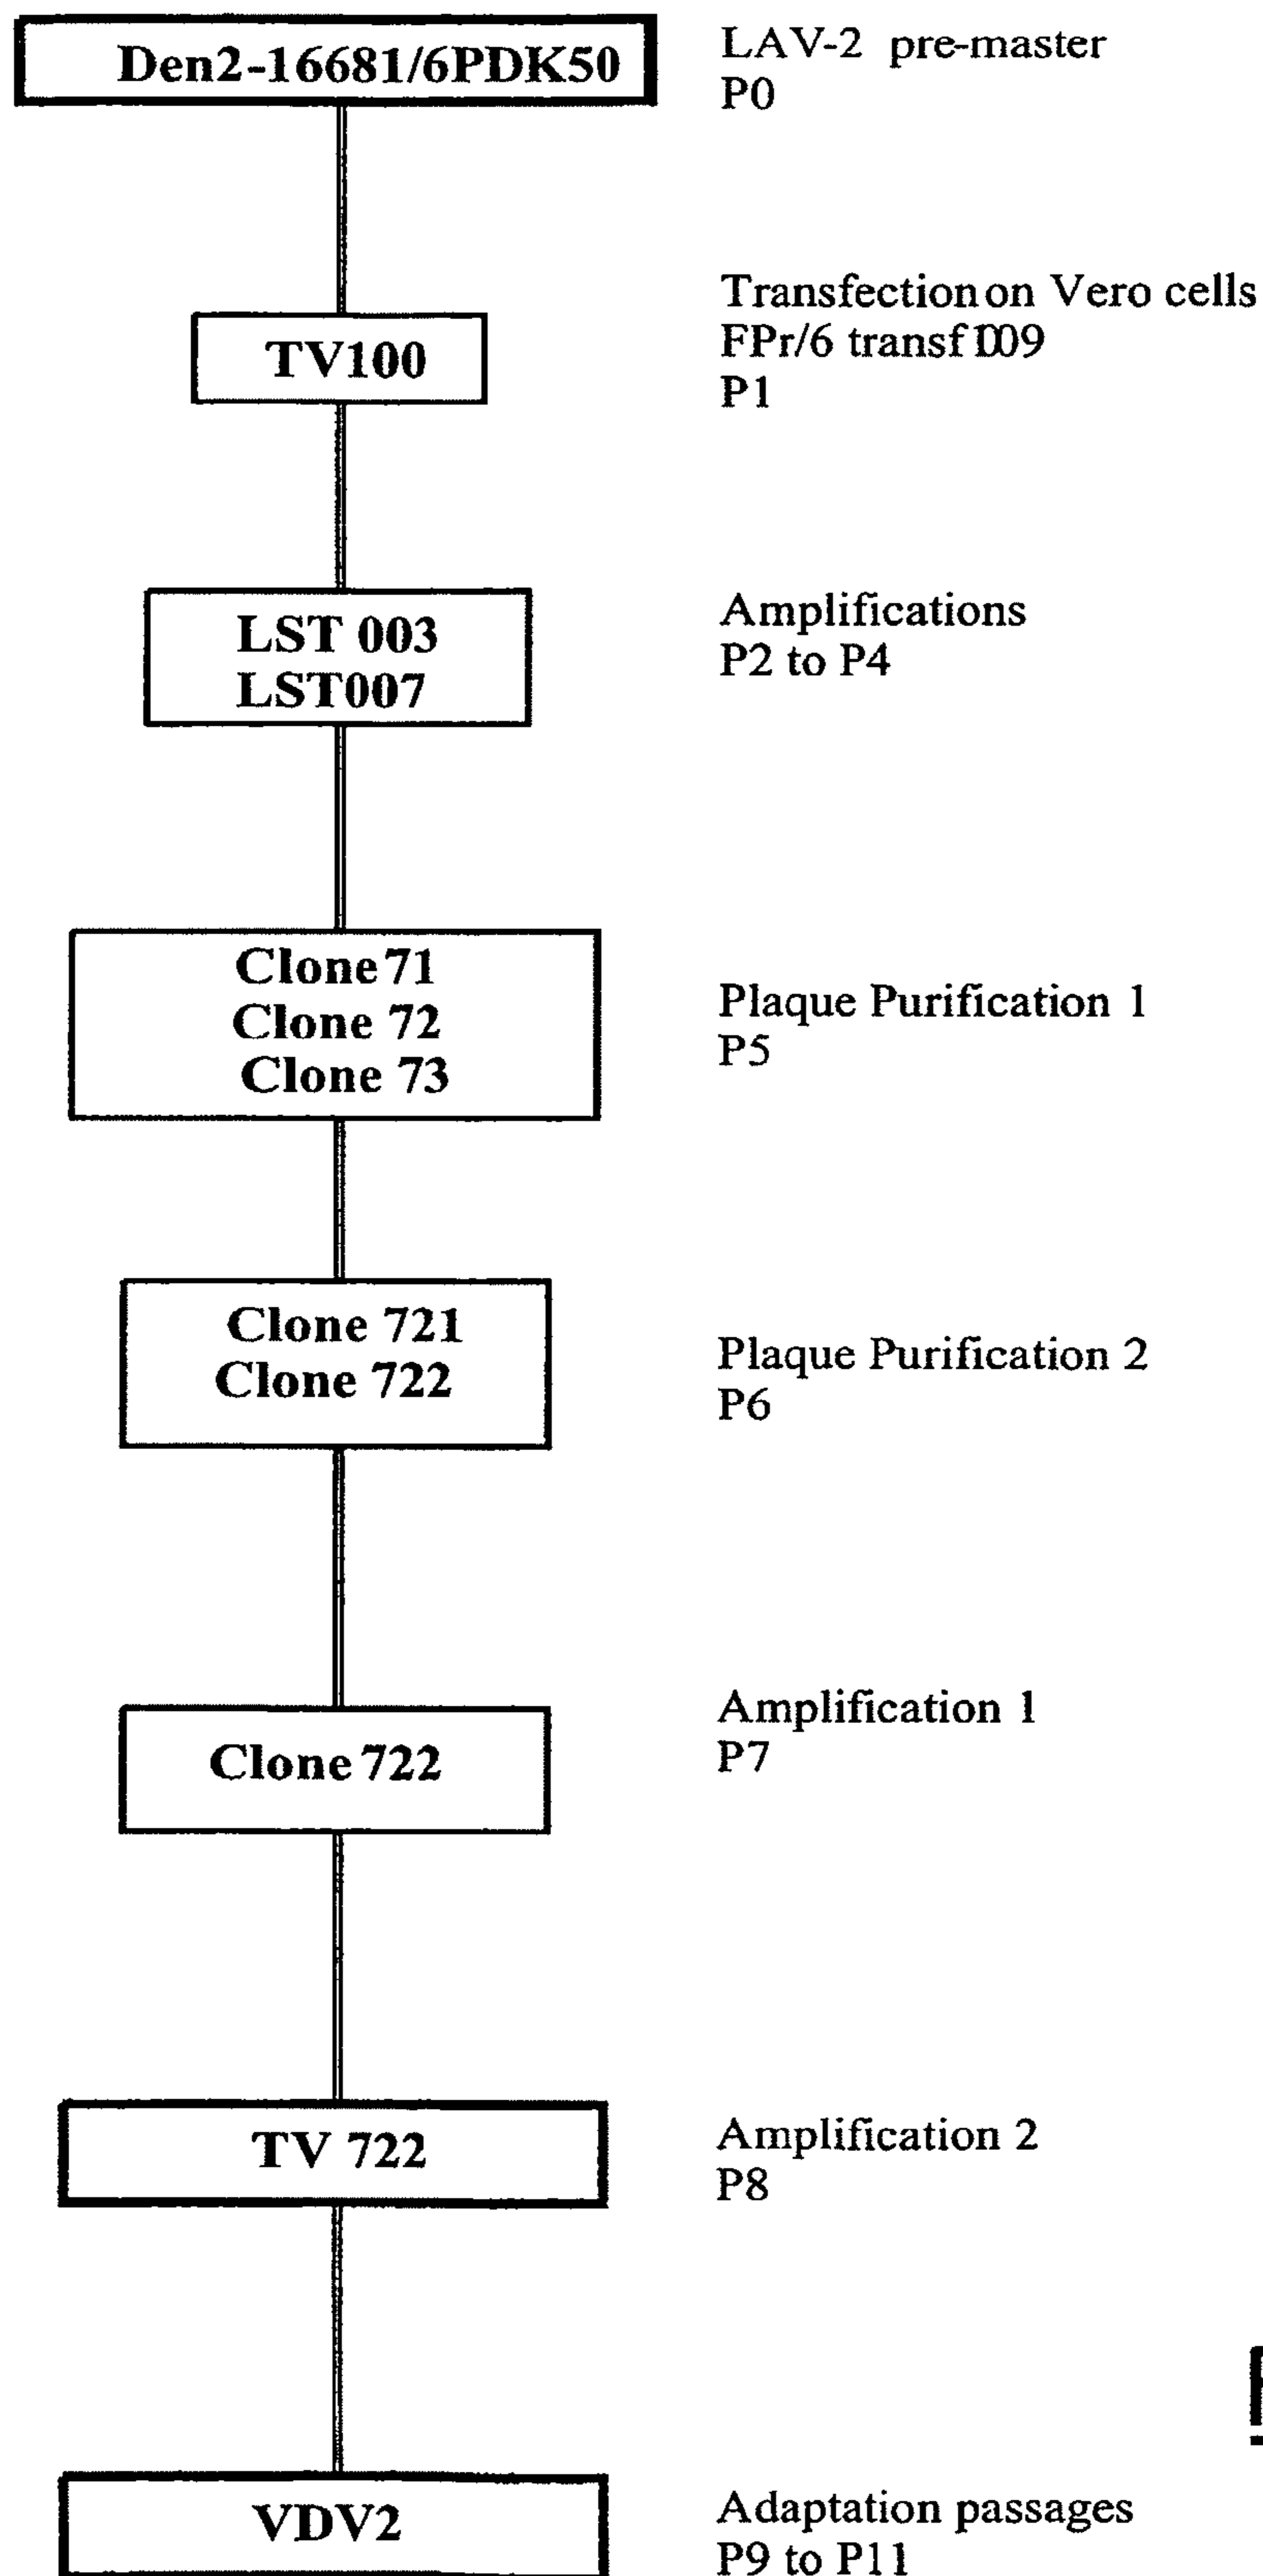 Den2-16681/6PDK50
LAV-2 pre-master
P0
TV100
Transfection on Vero cells
FPr/6 transf D09
P1
LST 003
LST007
Amplifications
P2 to P4
Clone 71
Clone 72
Clone 73
Plaque Purification 1
P5
Clone 721
Clone 722
Plaque Purification 2
P6
Clone 722
Amplification 1
P7
TV 722
Amplification 2
P8
VDV2
Adaptation passages
P9 to P11